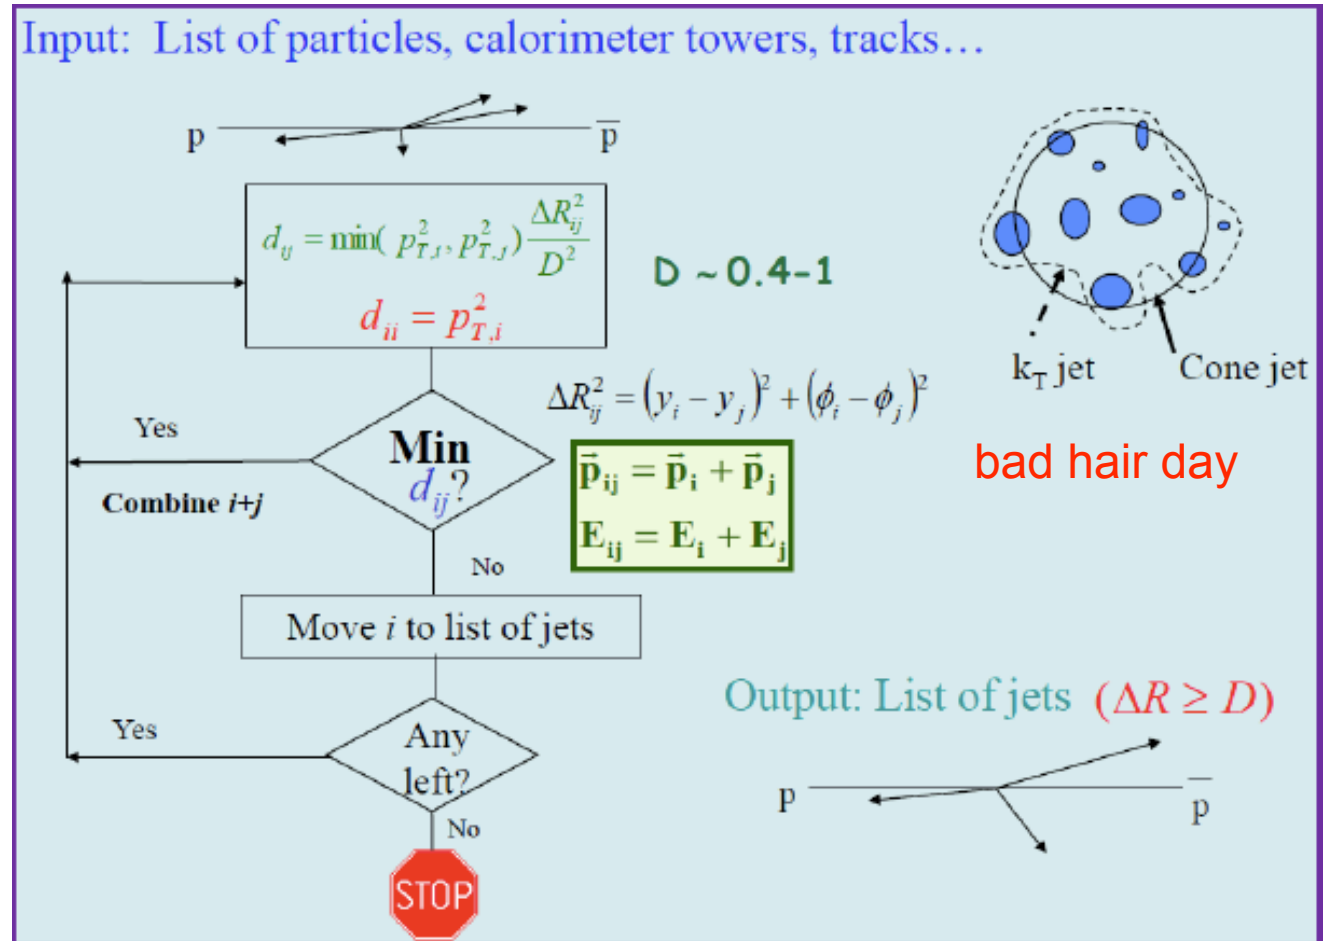 Input: List of particles, calorimeter towers, tracks…
p p̅
d_ij = min( p²_T,i, p²_T,j) ΔR²_ij / D²
d_ii = p²_T,i
D ~ 0.4-1
k_T jet
Cone jet
ΔR²_ij = (y_i − y_j)² + (ϕ_i − ϕ_j)²
bad hair day
Yes
Min
d_ij?
Combine i+j
p⃗_ij = p⃗_i + p⃗_j
E_ij = E_i + E_j
No
Move i to list of jets
Output: List of jets (ΔR ≥ D)
Yes
Any
left?
p p̅
No
STOP